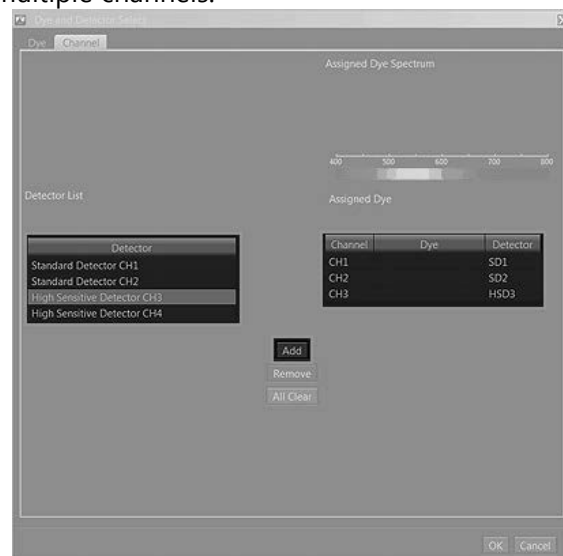 multiple channels.
Dye and Detector Select
Dye Channel
Assigned Dye Spectrum
400 500 600 700 800
Detector List
Assigned Dye
Detector
Standard Detector CH1
Standard Detector CH2
High Sensitive Detector CH3
High Sensitive Detector CH4
Channel Dye Detector
CH1 SD1
CH2 SD2
CH3 HSD3
Add
Remove
All Clear
OK Cancel